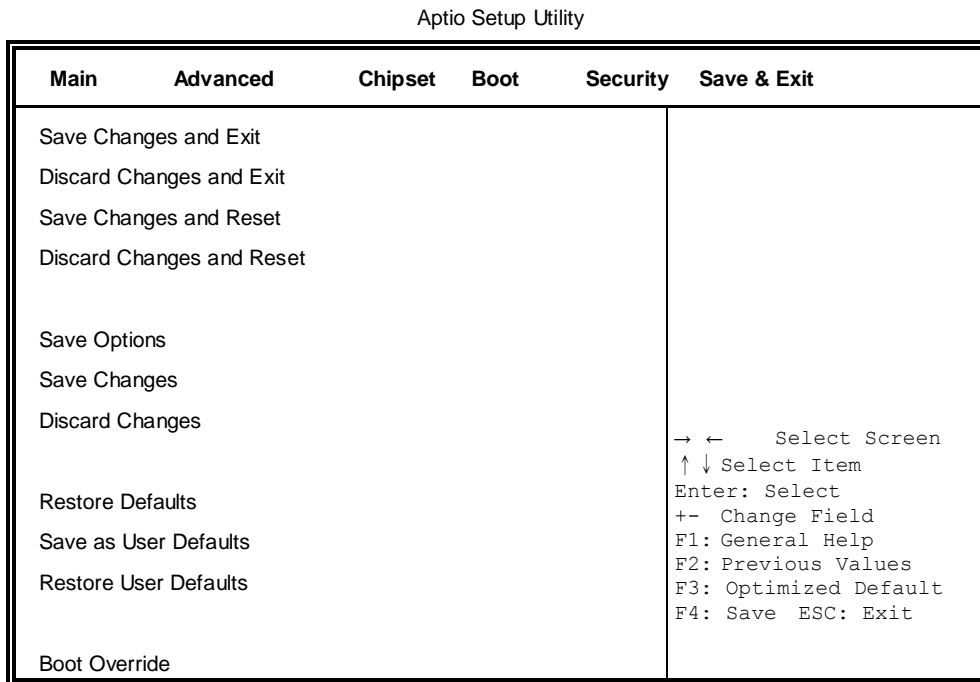 Aptio Setup Utility
Main Advanced Chipset Boot Security Save & Exit
Save Changes and Exit
Discard Changes and Exit
Save Changes and Reset
Discard Changes and Reset
Save Options
Save Changes
Discard Changes
Restore Defaults
Save as User Defaults
Restore User Defaults
Boot Override
→ ← Select Screen
↑ ↓ Select Item
Enter: Select
+- Change Field
F1: General Help
F2: Previous Values
F3: Optimized Default
F4: Save ESC: Exit